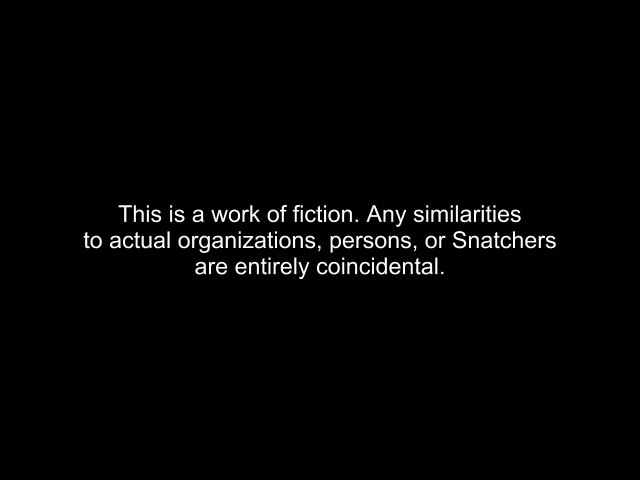 This is a work of fiction. Any similarities
to actual organizations, persons, or Snatchers
are entirely coincidental.